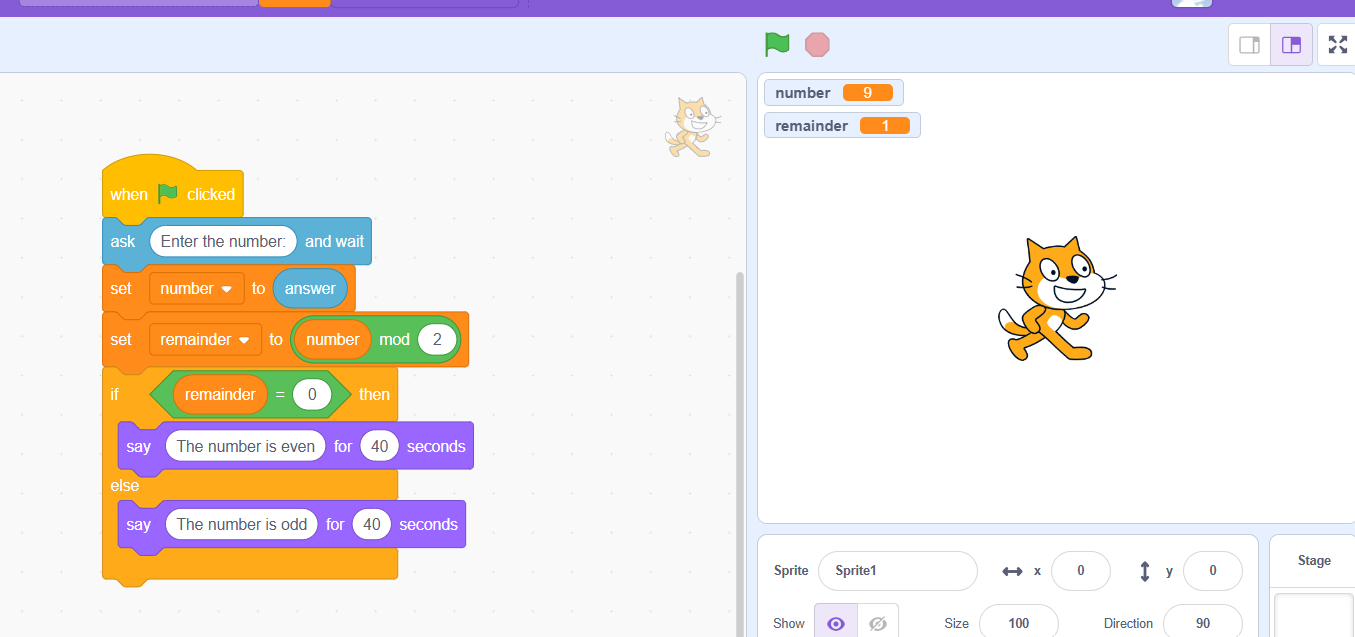 number 9
remainder 1
when clicked
ask Enter the number: and wait
set number to answer
set remainder to number mod 2
if remainder = 0 then
say The number is even for 40 seconds
else
say The number is odd for 40 seconds
Sprite Sprite1 x 0 y 0
Show Size 100 Direction 90
Stage